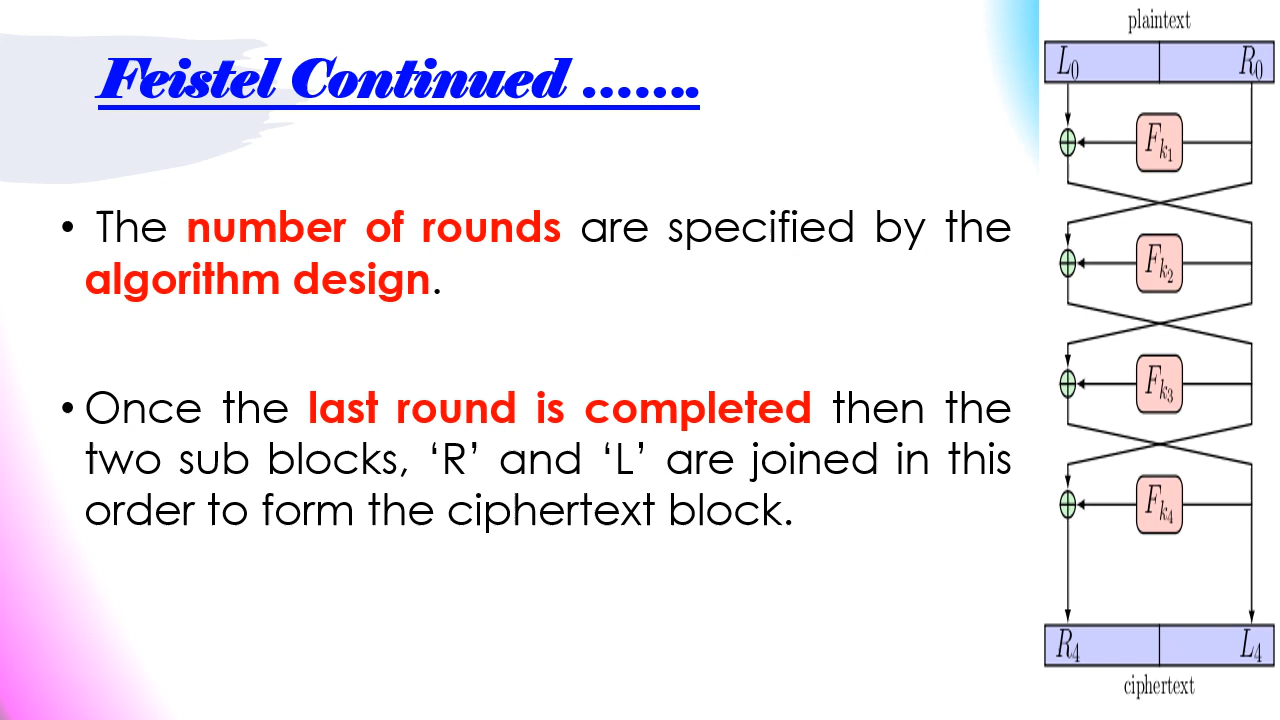 Feistel Continued …….
• The number of rounds are specified by the
algorithm design.
• Once the last round is completed then the
two sub blocks, ‘R’ and ‘L’ are joined in this
order to form the ciphertext block.
plaintext
L₀ R₀
Fₖ₁
Fₖ₂
Fₖ₃
Fₖ₄
R₄ L₄
ciphertext